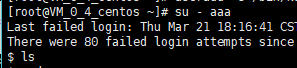 [root@VM_0_4_centos /]# su - aaa
Last failed login: Thu Mar 21 18:16:41 CST
There were 80 failed login attempts since
$ ls